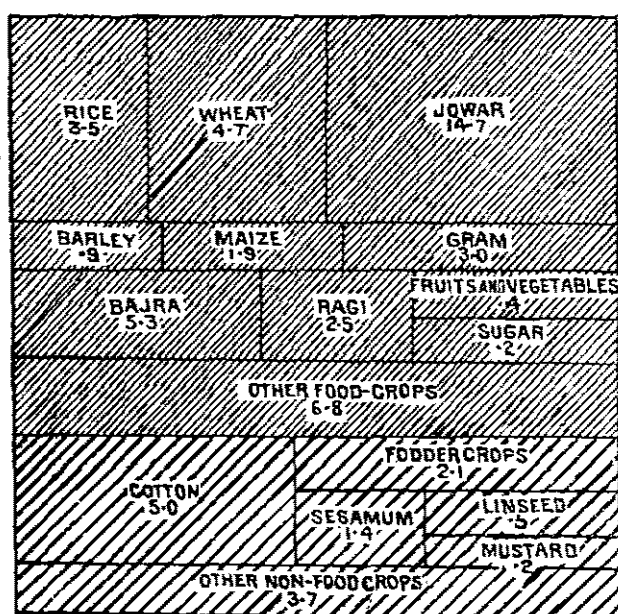 RICE
3·5
WHEAT
4·7
JOWAR
14·7
BARLEY
·9
MAIZE
1·9
GRAM
3·0
BAJRA
5·3
RAGI
2·5
FRUITS AND VEGETABLES
·4
SUGAR
·2
OTHER FOOD-CROPS
6·8
COTTON
5·0
FODDER CROPS
2·1
SESAMUM
1·4
LINSEED
·5
MUSTARD
·2
OTHER NON-FOOD CROPS
3·7